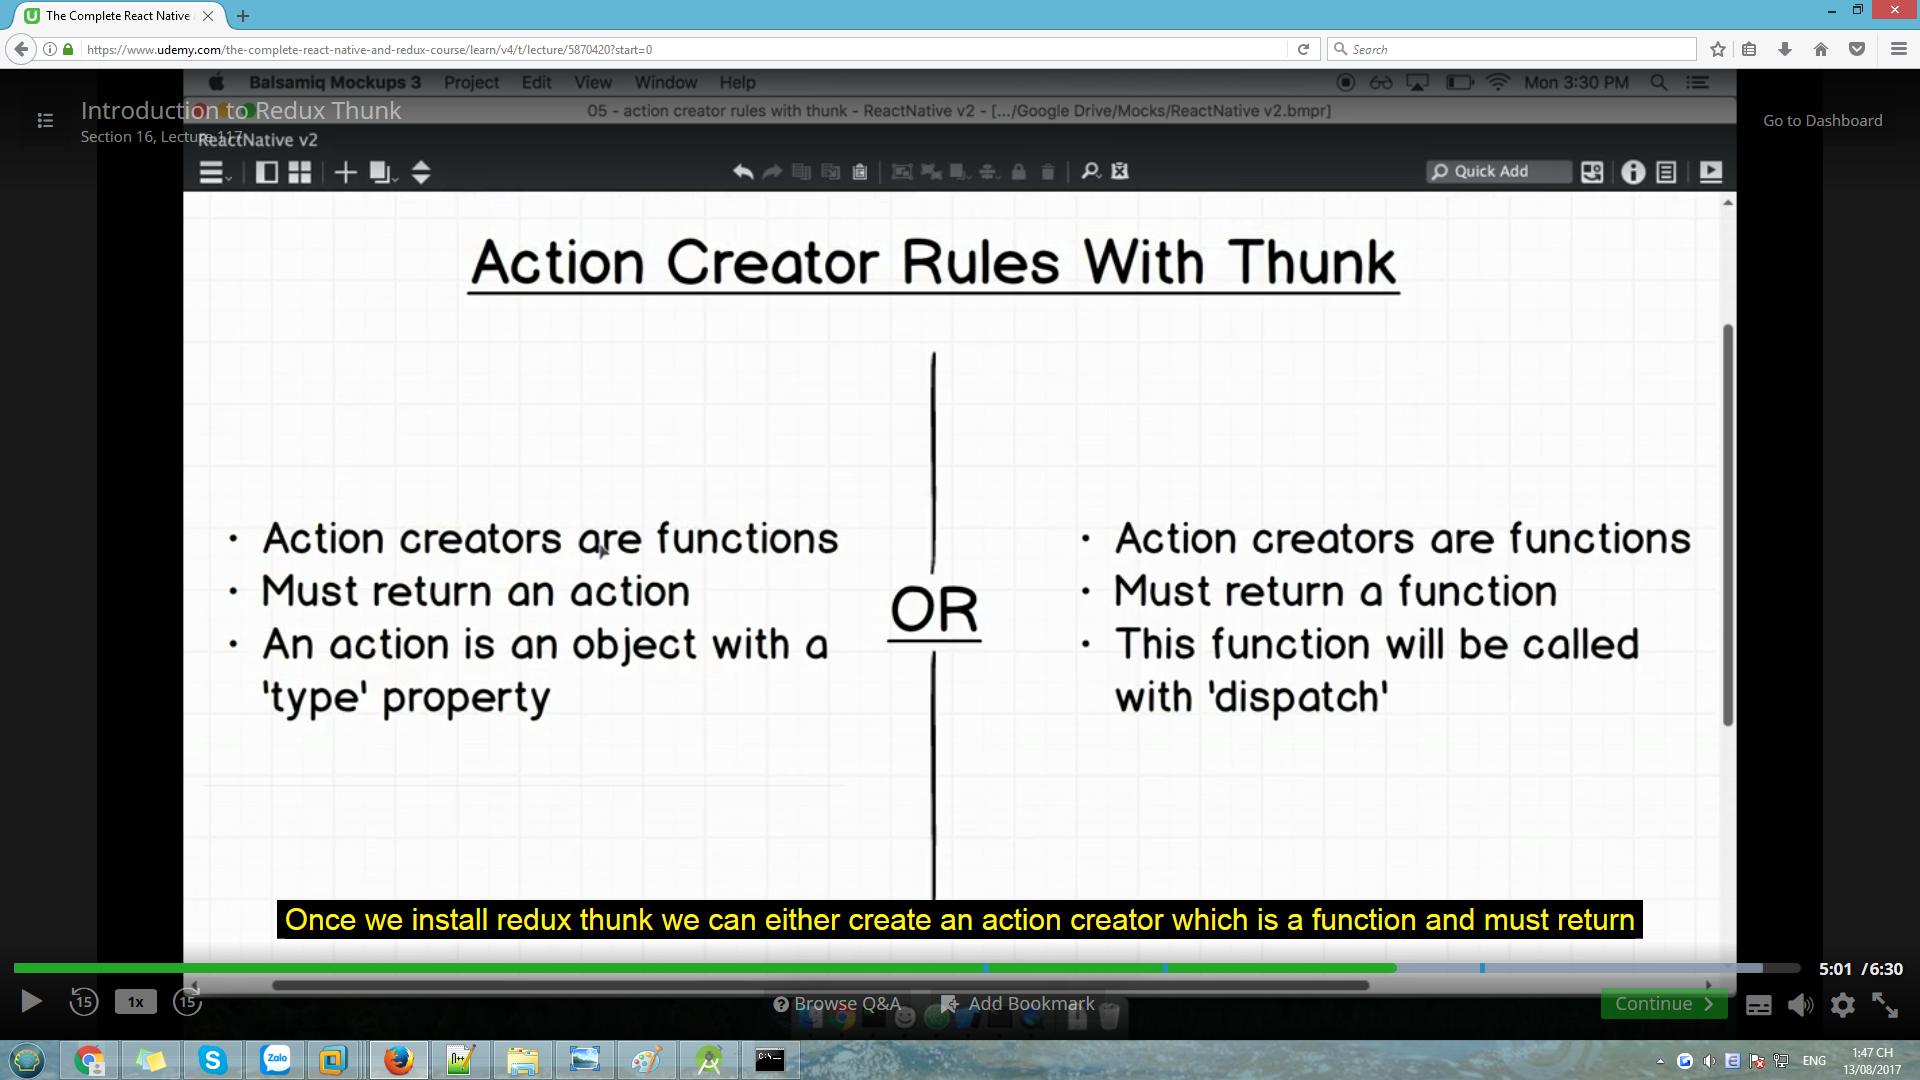 The Complete React Native
https://www.udemy.com/the-complete-react-native-and-redux-course/learn/v4/t/lecture/5870420?start=0
Search
Balsamiq Mockups 3 Project Edit View Window Help
Mon 3:30 PM
Introduction to Redux Thunk
05 - action creator rules with thunk - ReactNative v2 - [.../Google Drive/Mocks/ReactNative v2.bmpr]
Go to Dashboard
Section 16, Lecture 117
ReactNative v2
Quick Add
Action Creator Rules With Thunk
• Action creators are functions
• Must return an action
• An action is an object with a
'type' property
OR
• Action creators are functions
• Must return a function
• This function will be called
with 'dispatch'
Once we install redux thunk we can either create an action creator which is a function and must return
5:01 /6:30
15
1x
15
Browse Q&A
Add Bookmark
Continue
Zalo
ENG
1:47 CH
13/08/2017